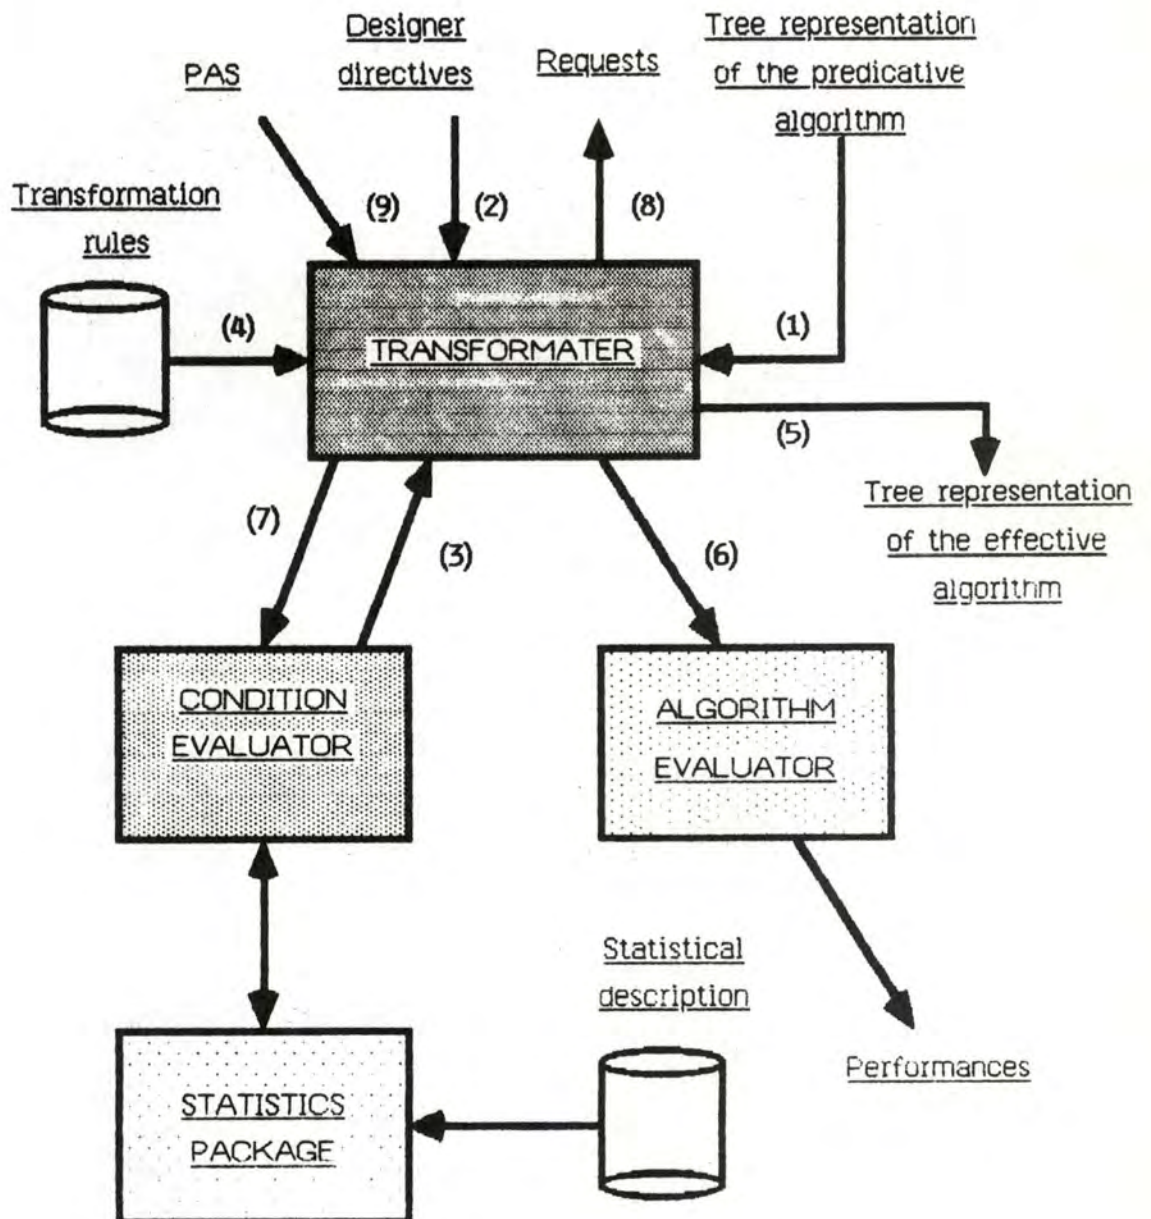 PAS
Designer
directives
Requests
Tree representation
of the predicative
algorithm
Transformation
rules
(9)
(2)
(8)
(4)
(1)
TRANSFORMATER
(5)
Tree representation
of the effective
algorithm
(7)
(3)
(6)
CONDITION
EVALUATOR
ALGORITHM
EVALUATOR
Statistical
description
Performances
STATISTICS
PACKAGE